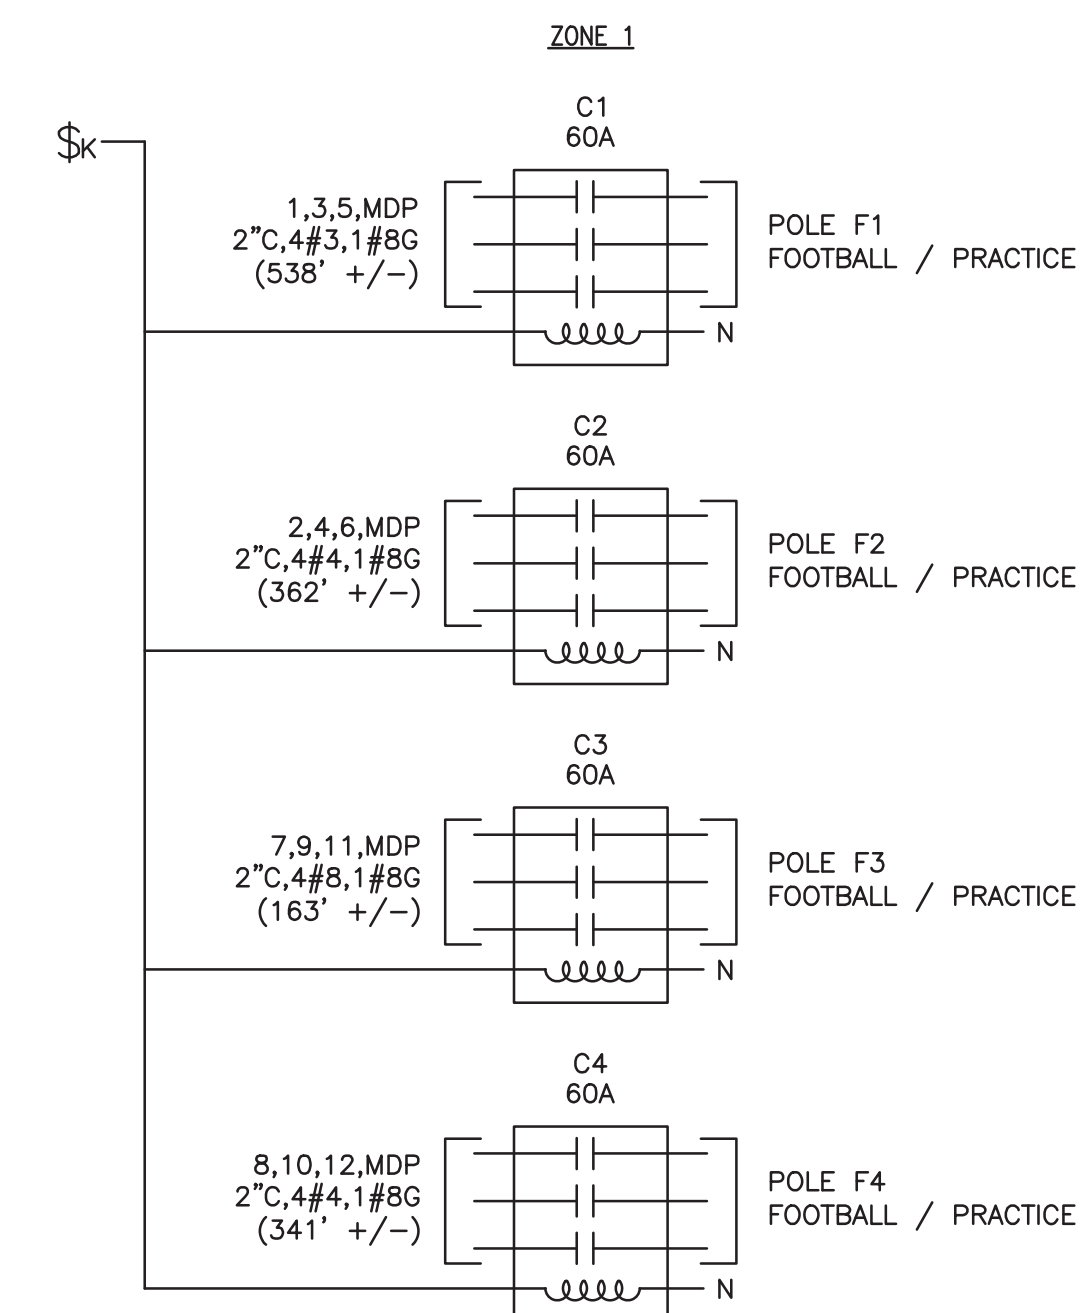 ZONE 1
$K
C1
60A
1,3,5,MDP
2”C,4#3,1#8G
(538’ +/−)
POLE F1
FOOTBALL / PRACTICE
N
C2
60A
2,4,6,MDP
2”C,4#4,1#8G
(362’ +/−)
POLE F2
FOOTBALL / PRACTICE
N
C3
60A
7,9,11,MDP
2”C,4#8,1#8G
(163’ +/−)
POLE F3
FOOTBALL / PRACTICE
N
C4
60A
8,10,12,MDP
2”C,4#4,1#8G
(341’ +/−)
POLE F4
FOOTBALL / PRACTICE
N